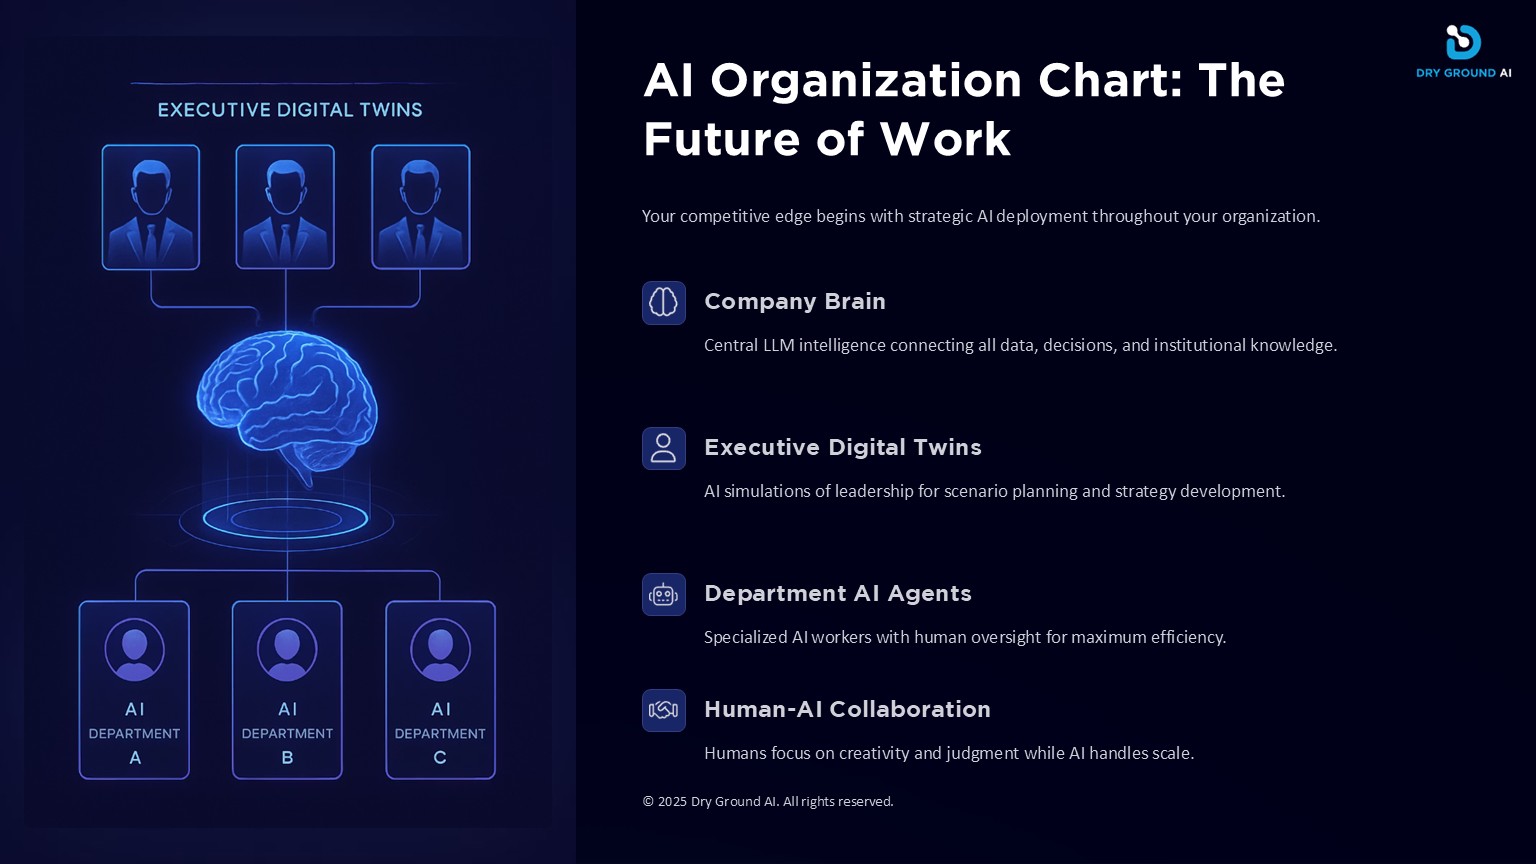 EXECUTIVE DIGITAL TWINS
AI
DEPARTMENT
A
AI
DEPARTMENT
B
AI
DEPARTMENT
C
DRY GROUND AI
AI Organization Chart: The
Future of Work
Your competitive edge begins with strategic AI deployment throughout your organization.
Company Brain
Central LLM intelligence connecting all data, decisions, and institutional knowledge.
Executive Digital Twins
AI simulations of leadership for scenario planning and strategy development.
Department AI Agents
Specialized AI workers with human oversight for maximum efficiency.
Human-AI Collaboration
Humans focus on creativity and judgment while AI handles scale.
© 2025 Dry Ground AI. All rights reserved.